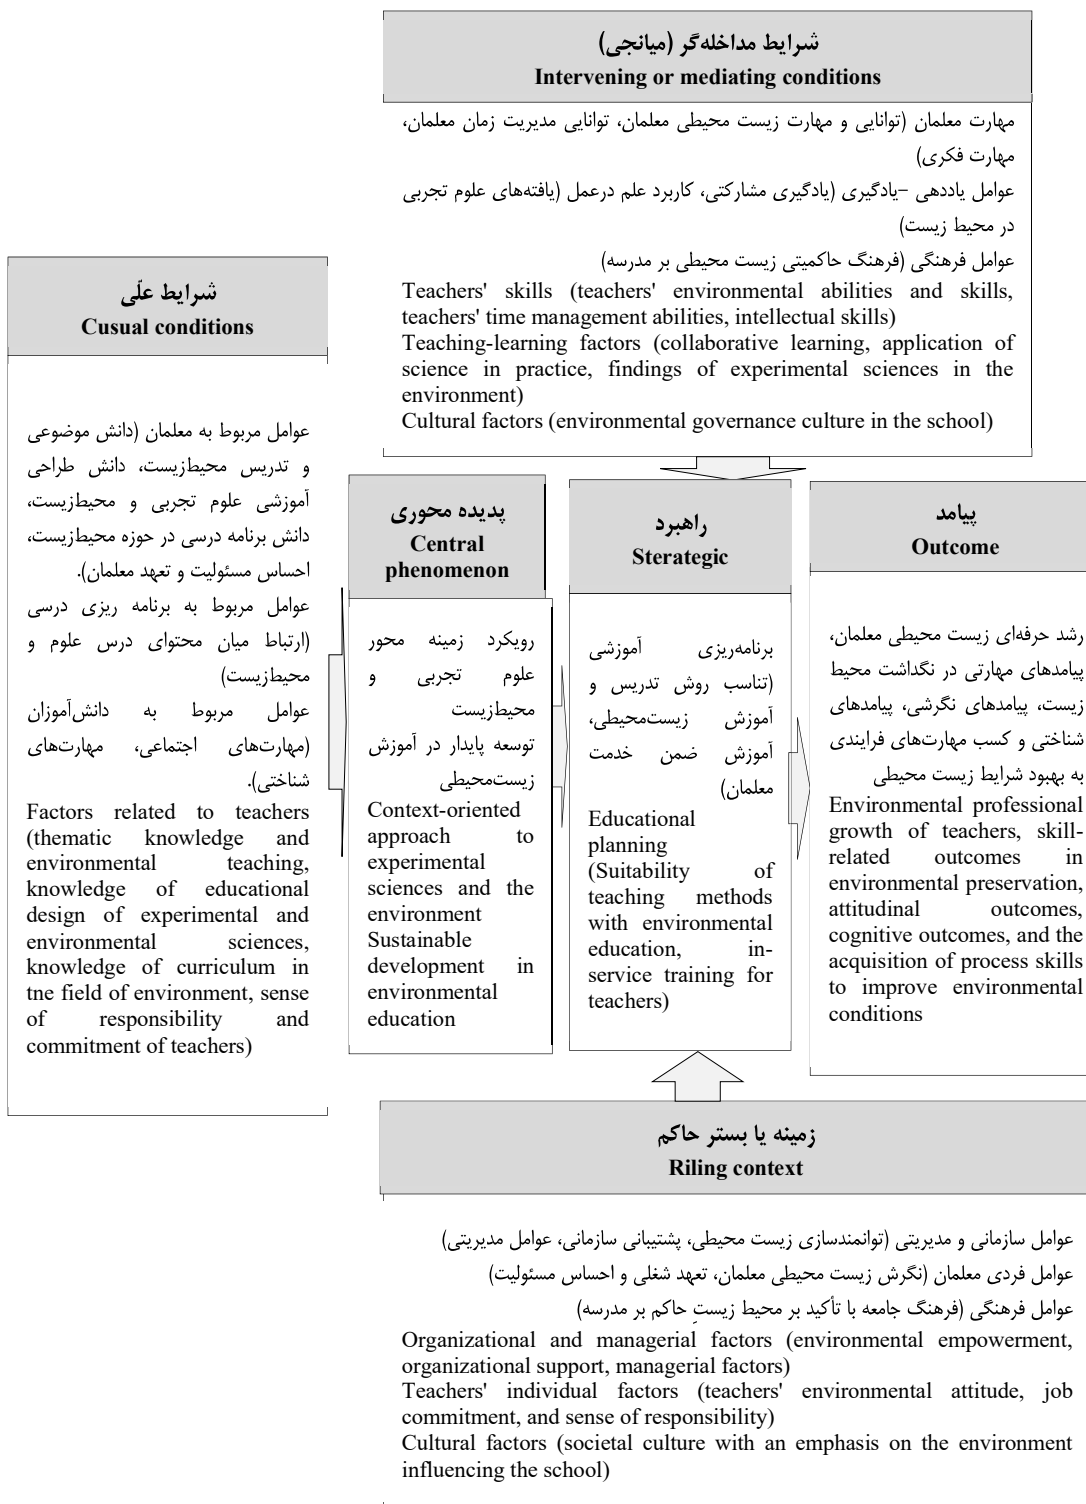 شرایط مداخله‌گر (میانجی)
Intervening or mediating conditions
مهارت معلمان (توانایی و مهارت زیست محیطی معلمان، توانایی مدیریت زمان معلمان،
مهارت فکری)
عوامل یاددهی –یادگیری (یادگیری مشارکتی، کاربرد علم درعمل (یافته‌های علوم تجربی
در محیط زیست)
عوامل فرهنگی (فرهنگ حاکمیتی زیست محیطی بر مدرسه)
Teachers' skills (teachers' environmental abilities and skills,
teachers' time management abilities, intellectual skills)
Teaching-learning factors (collaborative learning, application of
science in practice, findings of experimental sciences in the
environment)
Cultural factors (environmental governance culture in the school)
شرایط علّی
Cusual conditions
عوامل مربوط به معلمان (دانش موضوعی
و تدریس محیط‌زیست، دانش طراحی
آموزشی علوم تجربی و محیط‌زیست،
دانش برنامه درسی در حوزه محیط‌زیست،
احساس مسئولیت و تعهد معلمان).
عوامل مربوط به برنامه ریزی درسی
(ارتباط میان محتوای درس علوم و
محیط‌زیست)
عوامل مربوط به دانش‌آموزان
(مهارت‌های اجتماعی، مهارت‌های
شناختی).
Factors related to teachers
(thematic knowledge and
environmental teaching,
knowledge of educational
design of experimental and
environmental sciences,
knowledge of curriculum in
tne field of environment, sense
of responsibility and
commitment of teachers)
پدیده محوری
Central
phenomenon
رویکرد زمینه محور
علوم تجربی و
محیط‌زیست
توسعه پایدار در آموزش
زیست‌محیطی
Context-oriented
approach to
experimental
sciences and the
environment
Sustainable
development in
environmental
education
راهبرد
Sterategic
برنامه‌ریزی آموزشی
(تناسب روش تدریس و
آموزش زیست‌محیطی،
آموزش ضمن خدمت
معلمان)
Educational
planning
(Suitability of
teaching methods
with environmental
education, in-
service training for
teachers)
پیامد
Outcome
رشد حرفه‌ای زیست محیطی معلمان،
پیامدهای مهارتی در نگداشت محیط
زیست، پیامدهای نگرشی، پیامدهای
شناختی و کسب مهارت‌های فرایندی
به بهبود شرایط زیست محیطی
Environmental professional
growth of teachers, skill-
related outcomes in
environmental preservation,
attitudinal outcomes,
cognitive outcomes, and the
acquisition of process skills
to improve environmental
conditions
زمینه یا بستر حاکم
Riling context
عوامل سازمانی و مدیریتی (توانمندسازی زیست محیطی، پشتیبانی سازمانی، عوامل مدیریتی)
عوامل فردی معلمان (نگرش زیست محیطی معلمان، تعهد شغلی و احساس مسئولیت)
عوامل فرهنگی (فرهنگ جامعه با تأکید بر محیط زیستِ حاکم بر مدرسه)
Organizational and managerial factors (environmental empowerment,
organizational support, managerial factors)
Teachers' individual factors (teachers' environmental attitude, job
commitment, and sense of responsibility)
Cultural factors (societal culture with an emphasis on the environment
influencing the school)